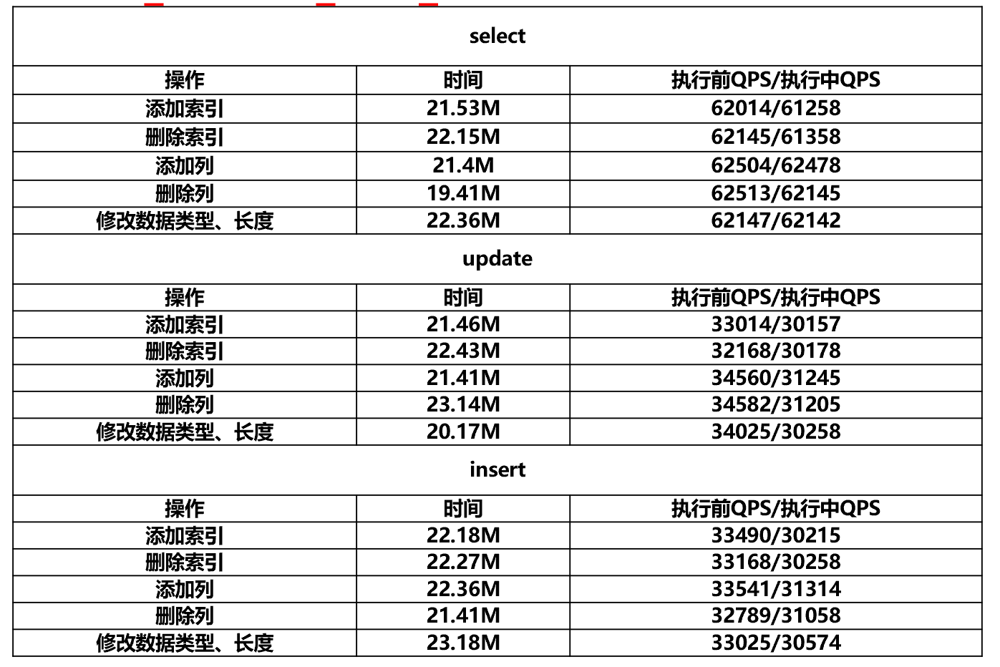 select
操作 时间 执行前QPS/执行中QPS
添加索引 21.53M 62014/61258
删除索引 22.15M 62145/61358
添加列 21.4M 62504/62478
删除列 19.41M 62513/62145
修改数据类型、长度 22.36M 62147/62142
update
操作 时间 执行前QPS/执行中QPS
添加索引 21.46M 33014/30157
删除索引 22.43M 32168/30178
添加列 21.41M 34560/31245
删除列 23.14M 34582/31205
修改数据类型、长度 20.17M 34025/30258
insert
操作 时间 执行前QPS/执行中QPS
添加索引 22.18M 33490/30215
删除索引 22.27M 33168/30258
添加列 22.36M 33541/31314
删除列 21.41M 32789/31058
修改数据类型、长度 23.18M 33025/30574